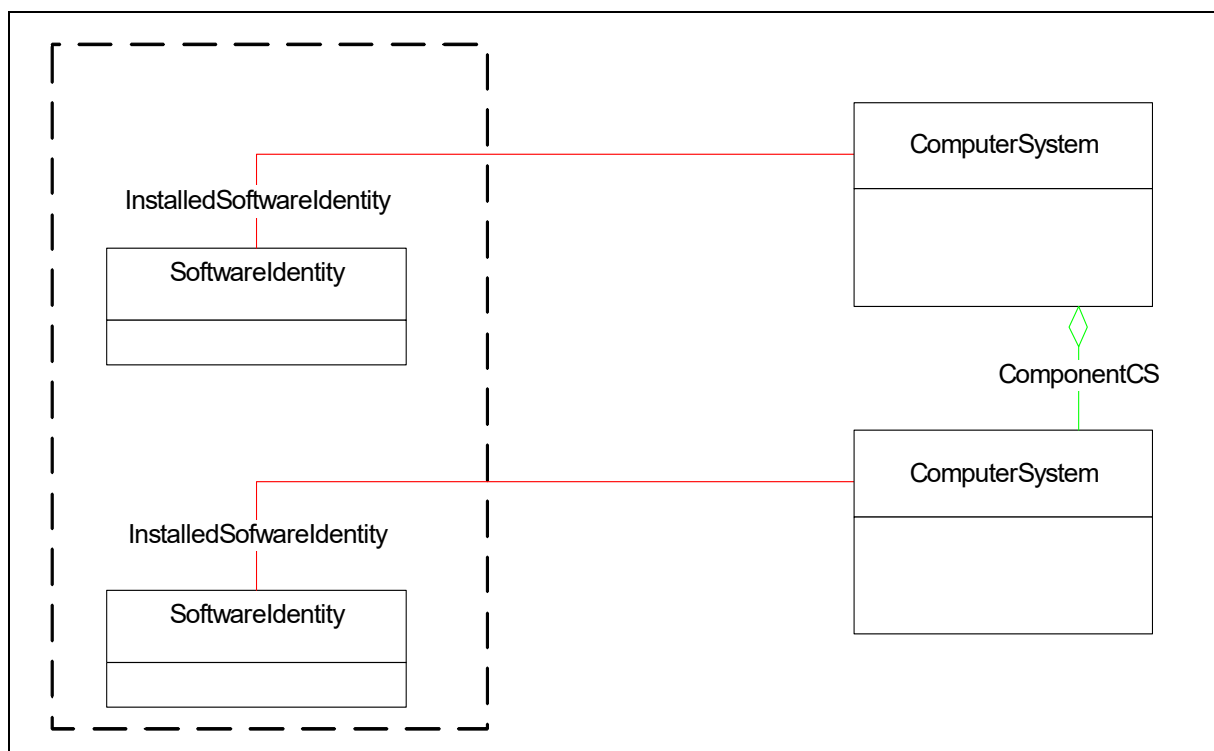 ComputerSystem
InstalledSoftwareIdentity
SoftwareIdentity
ComponentCS
ComputerSystem
InstalledSofwareIdentity
SoftwareIdentity